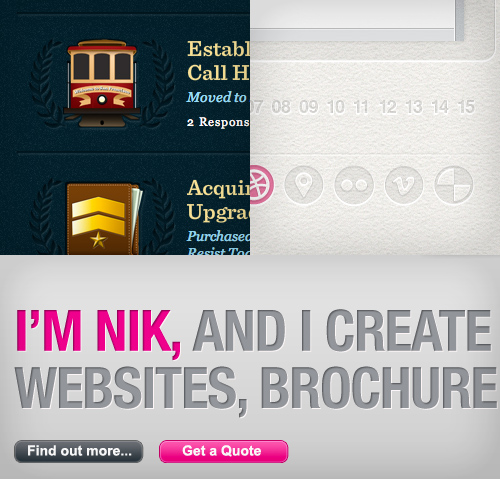 Establ
Call H
Moved to
2 Respons
07 08 09 10 11 12 13 14 15
Acquir
Upgrad
Purchased
Resist Too
I'M NIK, AND I CREATE
WEBSITES, BROCHURE
Find out more...
Get a Quote